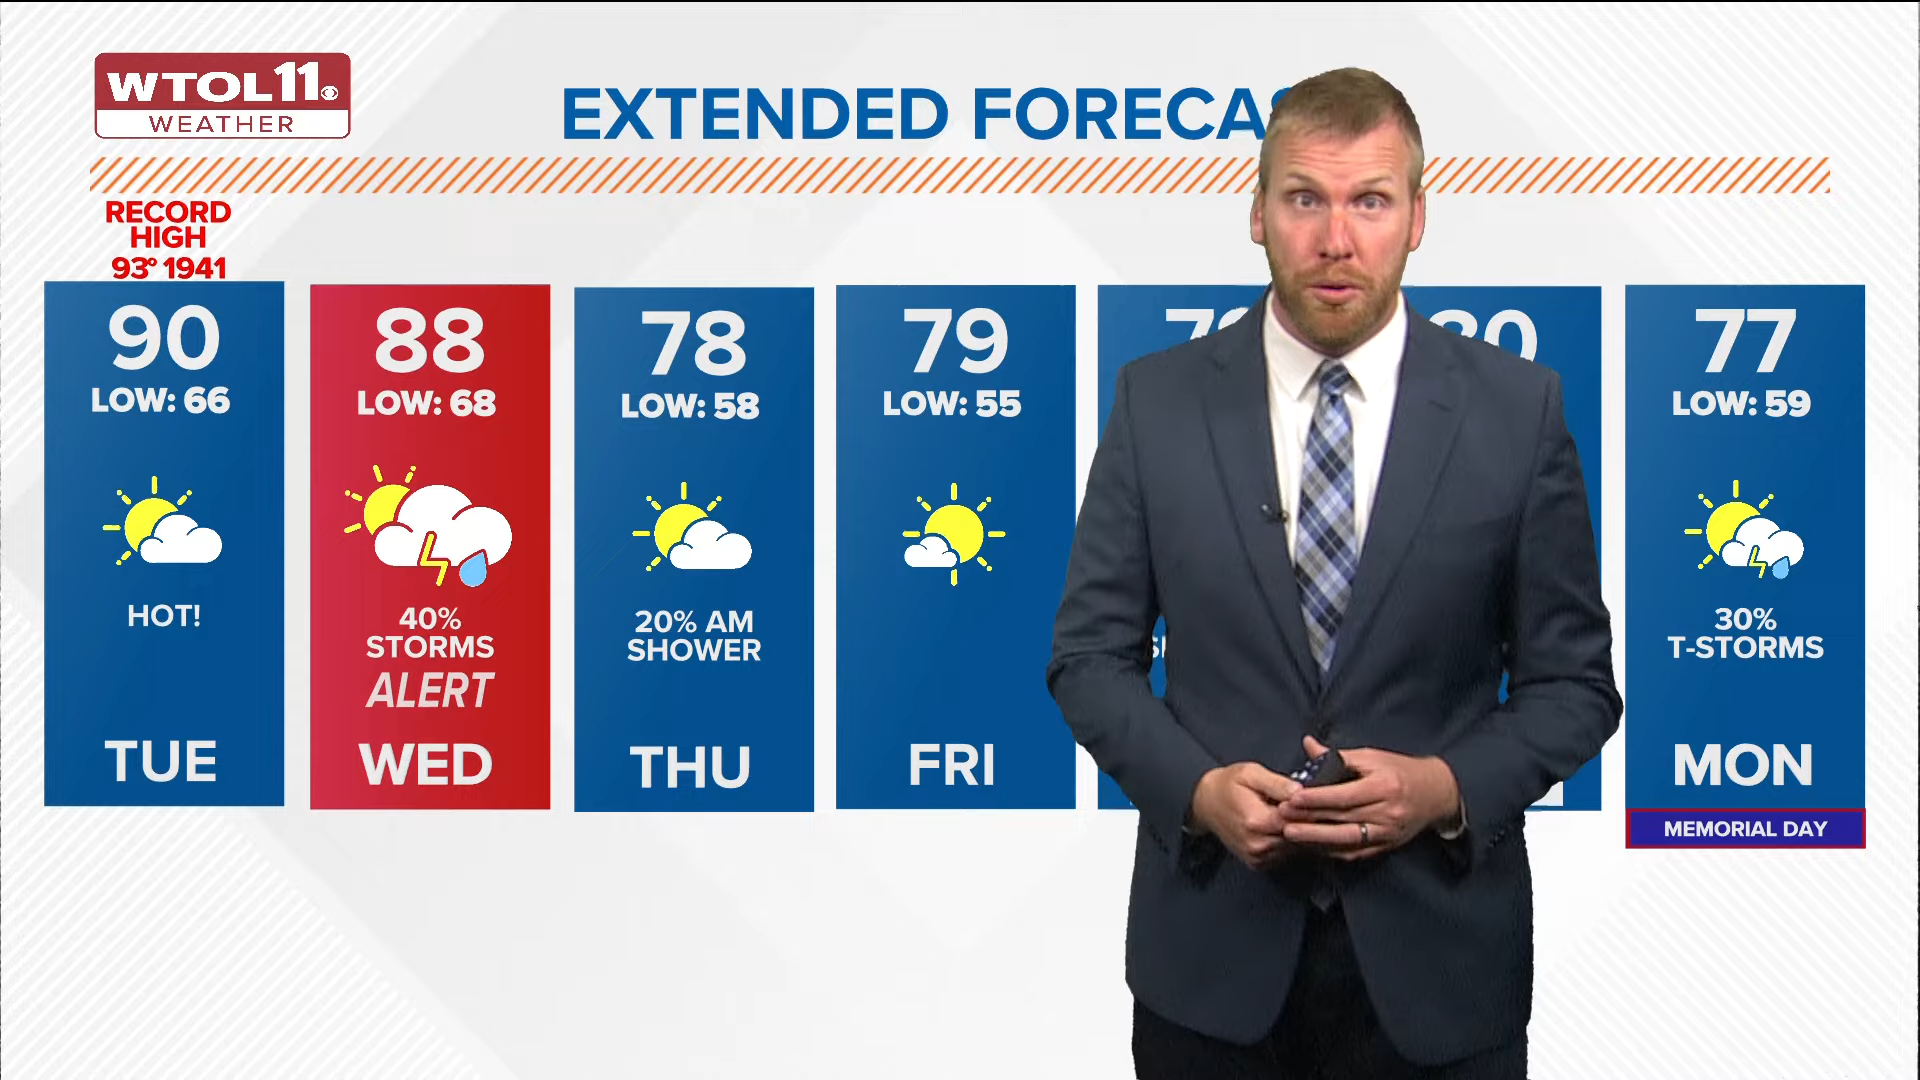 WTOL11
WEATHER
EXTENDED FORECA
RECORD
HIGH
93° 1941
90
LOW: 66
HOT!
TUE
88
LOW: 68
40%
STORMS
ALERT
WED
78
LOW: 58
20% AM
SHOWER
THU
79
LOW: 55
FRI
77
LOW: 59
30%
T-STORMS
MON
MEMORIAL DAY